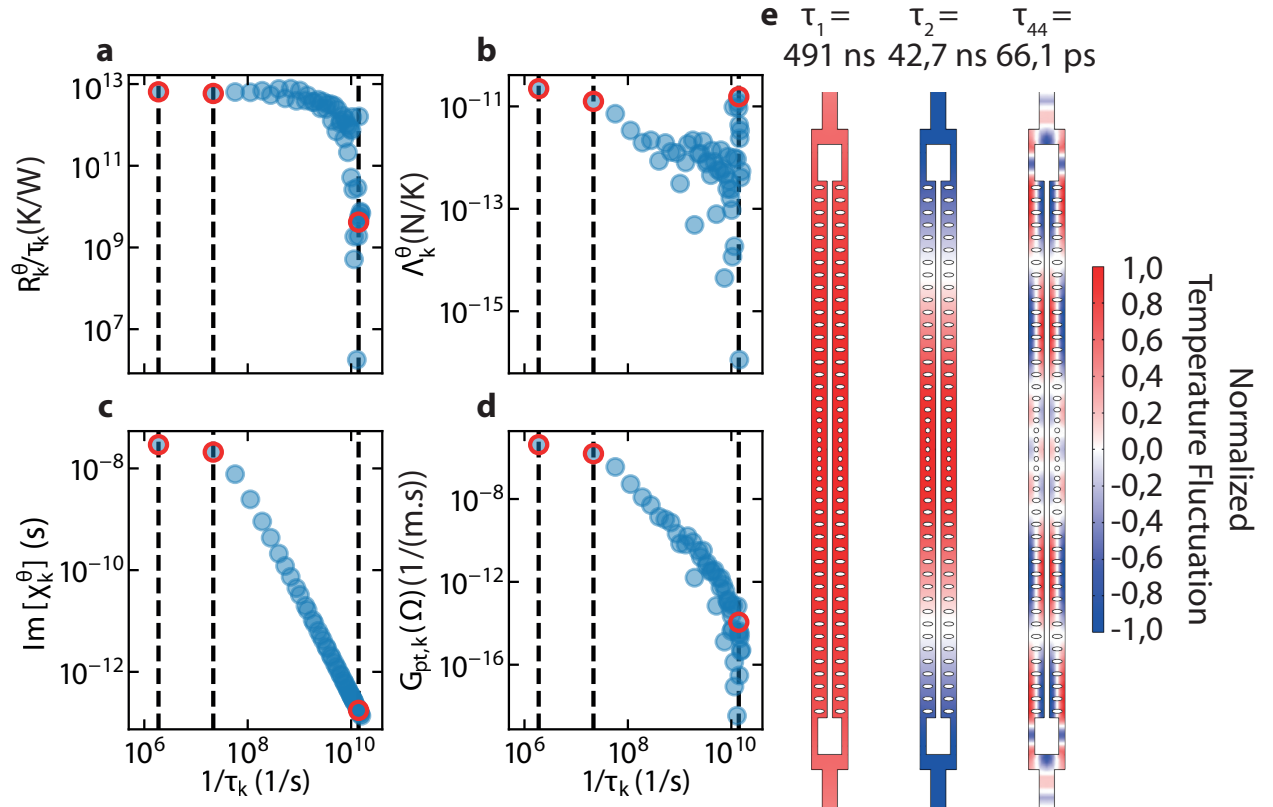 a
R_k^θ/τ_k(K/W)
10^13
10^11
10^9
10^7
b
Λ_k^θ(N/K)
10^-11
10^-13
10^-15
c
Im [χ_k^θ] (s)
10^-8
10^-10
10^-12
10^6 10^8 10^10
1/τ_k (1/s)
d
G_pt,k(Ω)(1/(m.s))
10^-8
10^-12
10^-16
10^6 10^8 10^10
1/τ_k (1/s)
e
τ_1 = τ_2 = τ_44 =
491 ns 42,7 ns 66,1 ps
1,0
0,8
0,6
0,4
0,2
0,0
-0,2
-0,4
-0,6
-0,8
-1,0
Normalized
Temperature Fluctuation